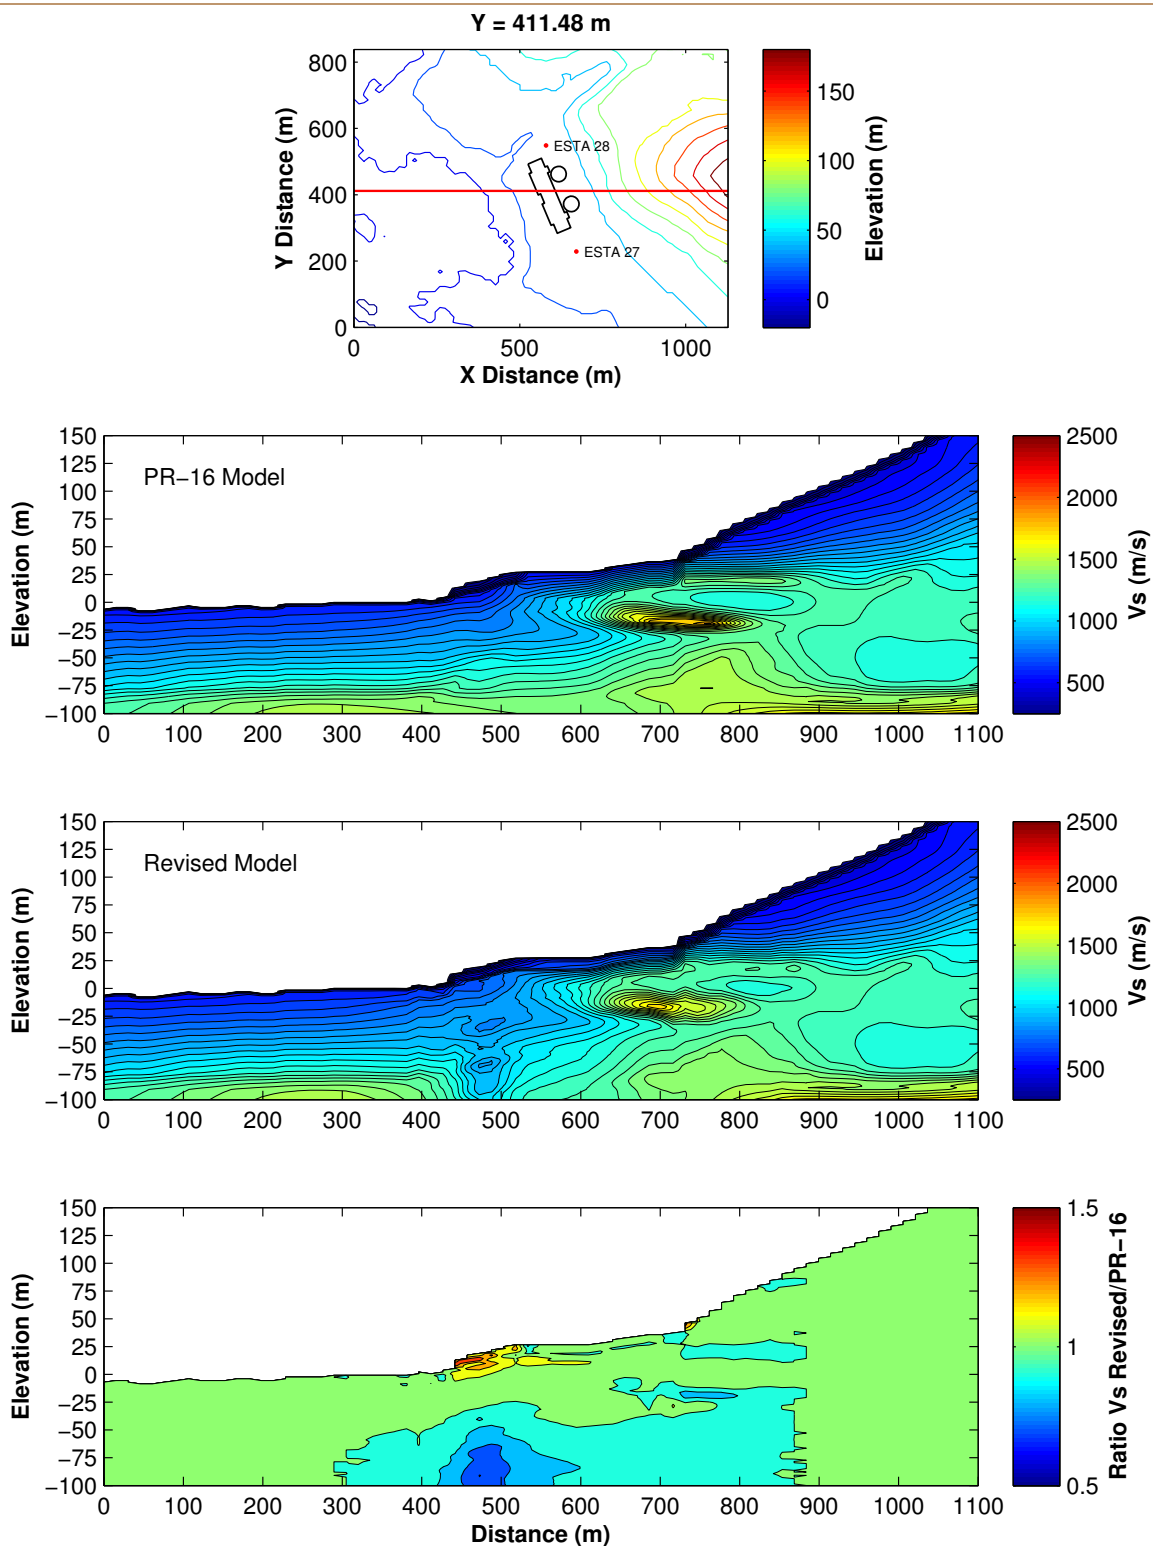 Y = 411.48 m
800
600
400
200
0
Y Distance (m)
ESTA 28
ESTA 27
0 500 1000
X Distance (m)
150
100
50
0
Elevation (m)
150
125
100
75
50
25
0
−25
−50
−75
−100
Elevation (m)
PR−16 Model
0 100 200 300 400 500 600 700 800 900 1000 1100
2500
2000
1500
1000
500
Vs (m/s)
150
125
100
75
50
25
0
−25
−50
−75
−100
Elevation (m)
Revised Model
0 100 200 300 400 500 600 700 800 900 1000 1100
2500
2000
1500
1000
500
Vs (m/s)
150
125
100
75
50
25
0
−25
−50
−75
−100
Elevation (m)
0 100 200 300 400 500 600 700 800 900 1000 1100
Distance (m)
1.5
1
0.5
Ratio Vs Revised/PR−16